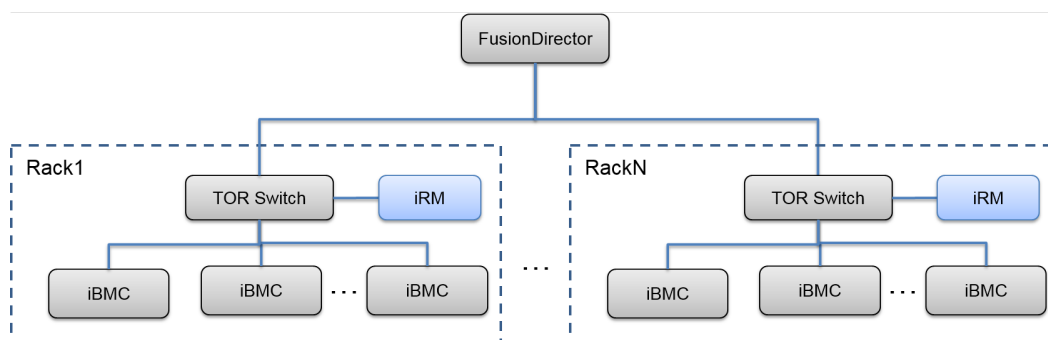 FusionDirector
Rack1
RackN
TOR Switch
iRM
TOR Switch
iRM
iBMC
iBMC
...
iBMC
...
iBMC
iBMC
...
iBMC